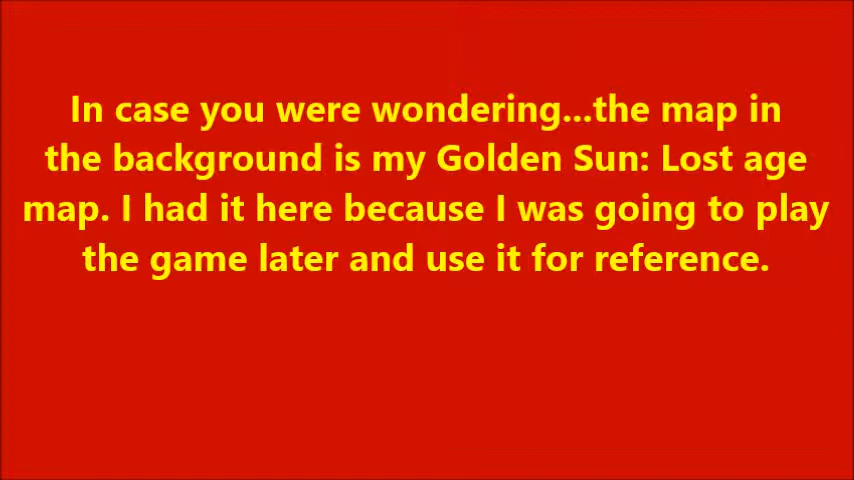 In case you were wondering...the map in
the background is my Golden Sun: Lost age
map. I had it here because I was going to play
the game later and use it for reference.